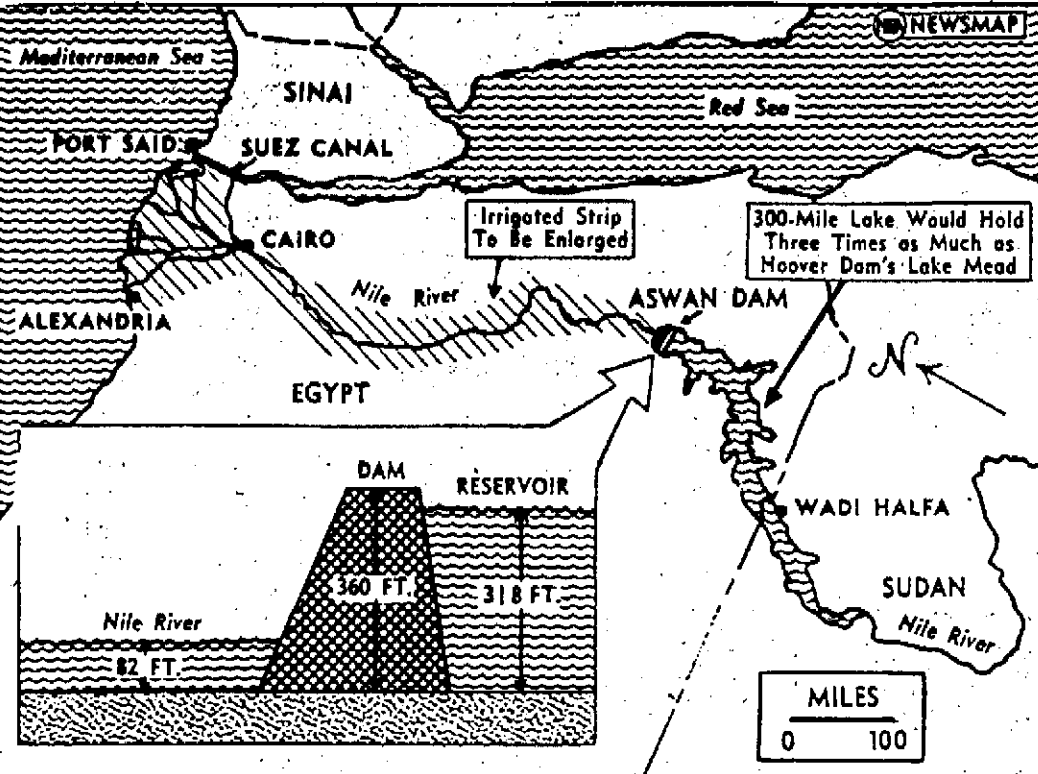 NEWSMAP
Mediterranean Sea
SINAI
Red Sea
PORT SAID
SUEZ CANAL
Irrigated Strip
To Be Enlarged
300-Mile Lake Would Hold
Three Times as Much as
Hoover Dam's Lake Mead
CAIRO
Nile River
ASWAN DAM
ALEXANDRIA
N
EGYPT
DAM
RESERVOIR
WADI HALFA
360 FT.
318 FT.
SUDAN
Nile River
Nile River
82 FT.
MILES
0 100